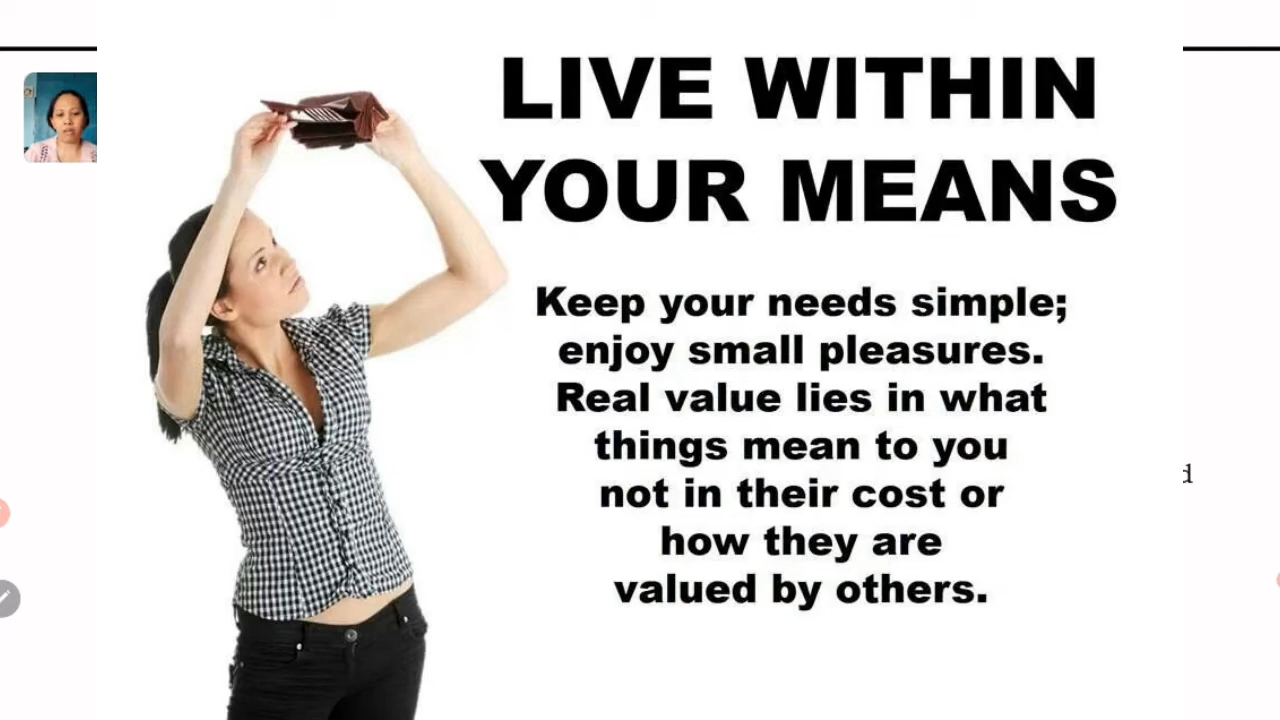 LIVE WITHIN
YOUR MEANS
Keep your needs simple;
enjoy small pleasures.
Real value lies in what
things mean to you
not in their cost or
how they are
valued by others.
d